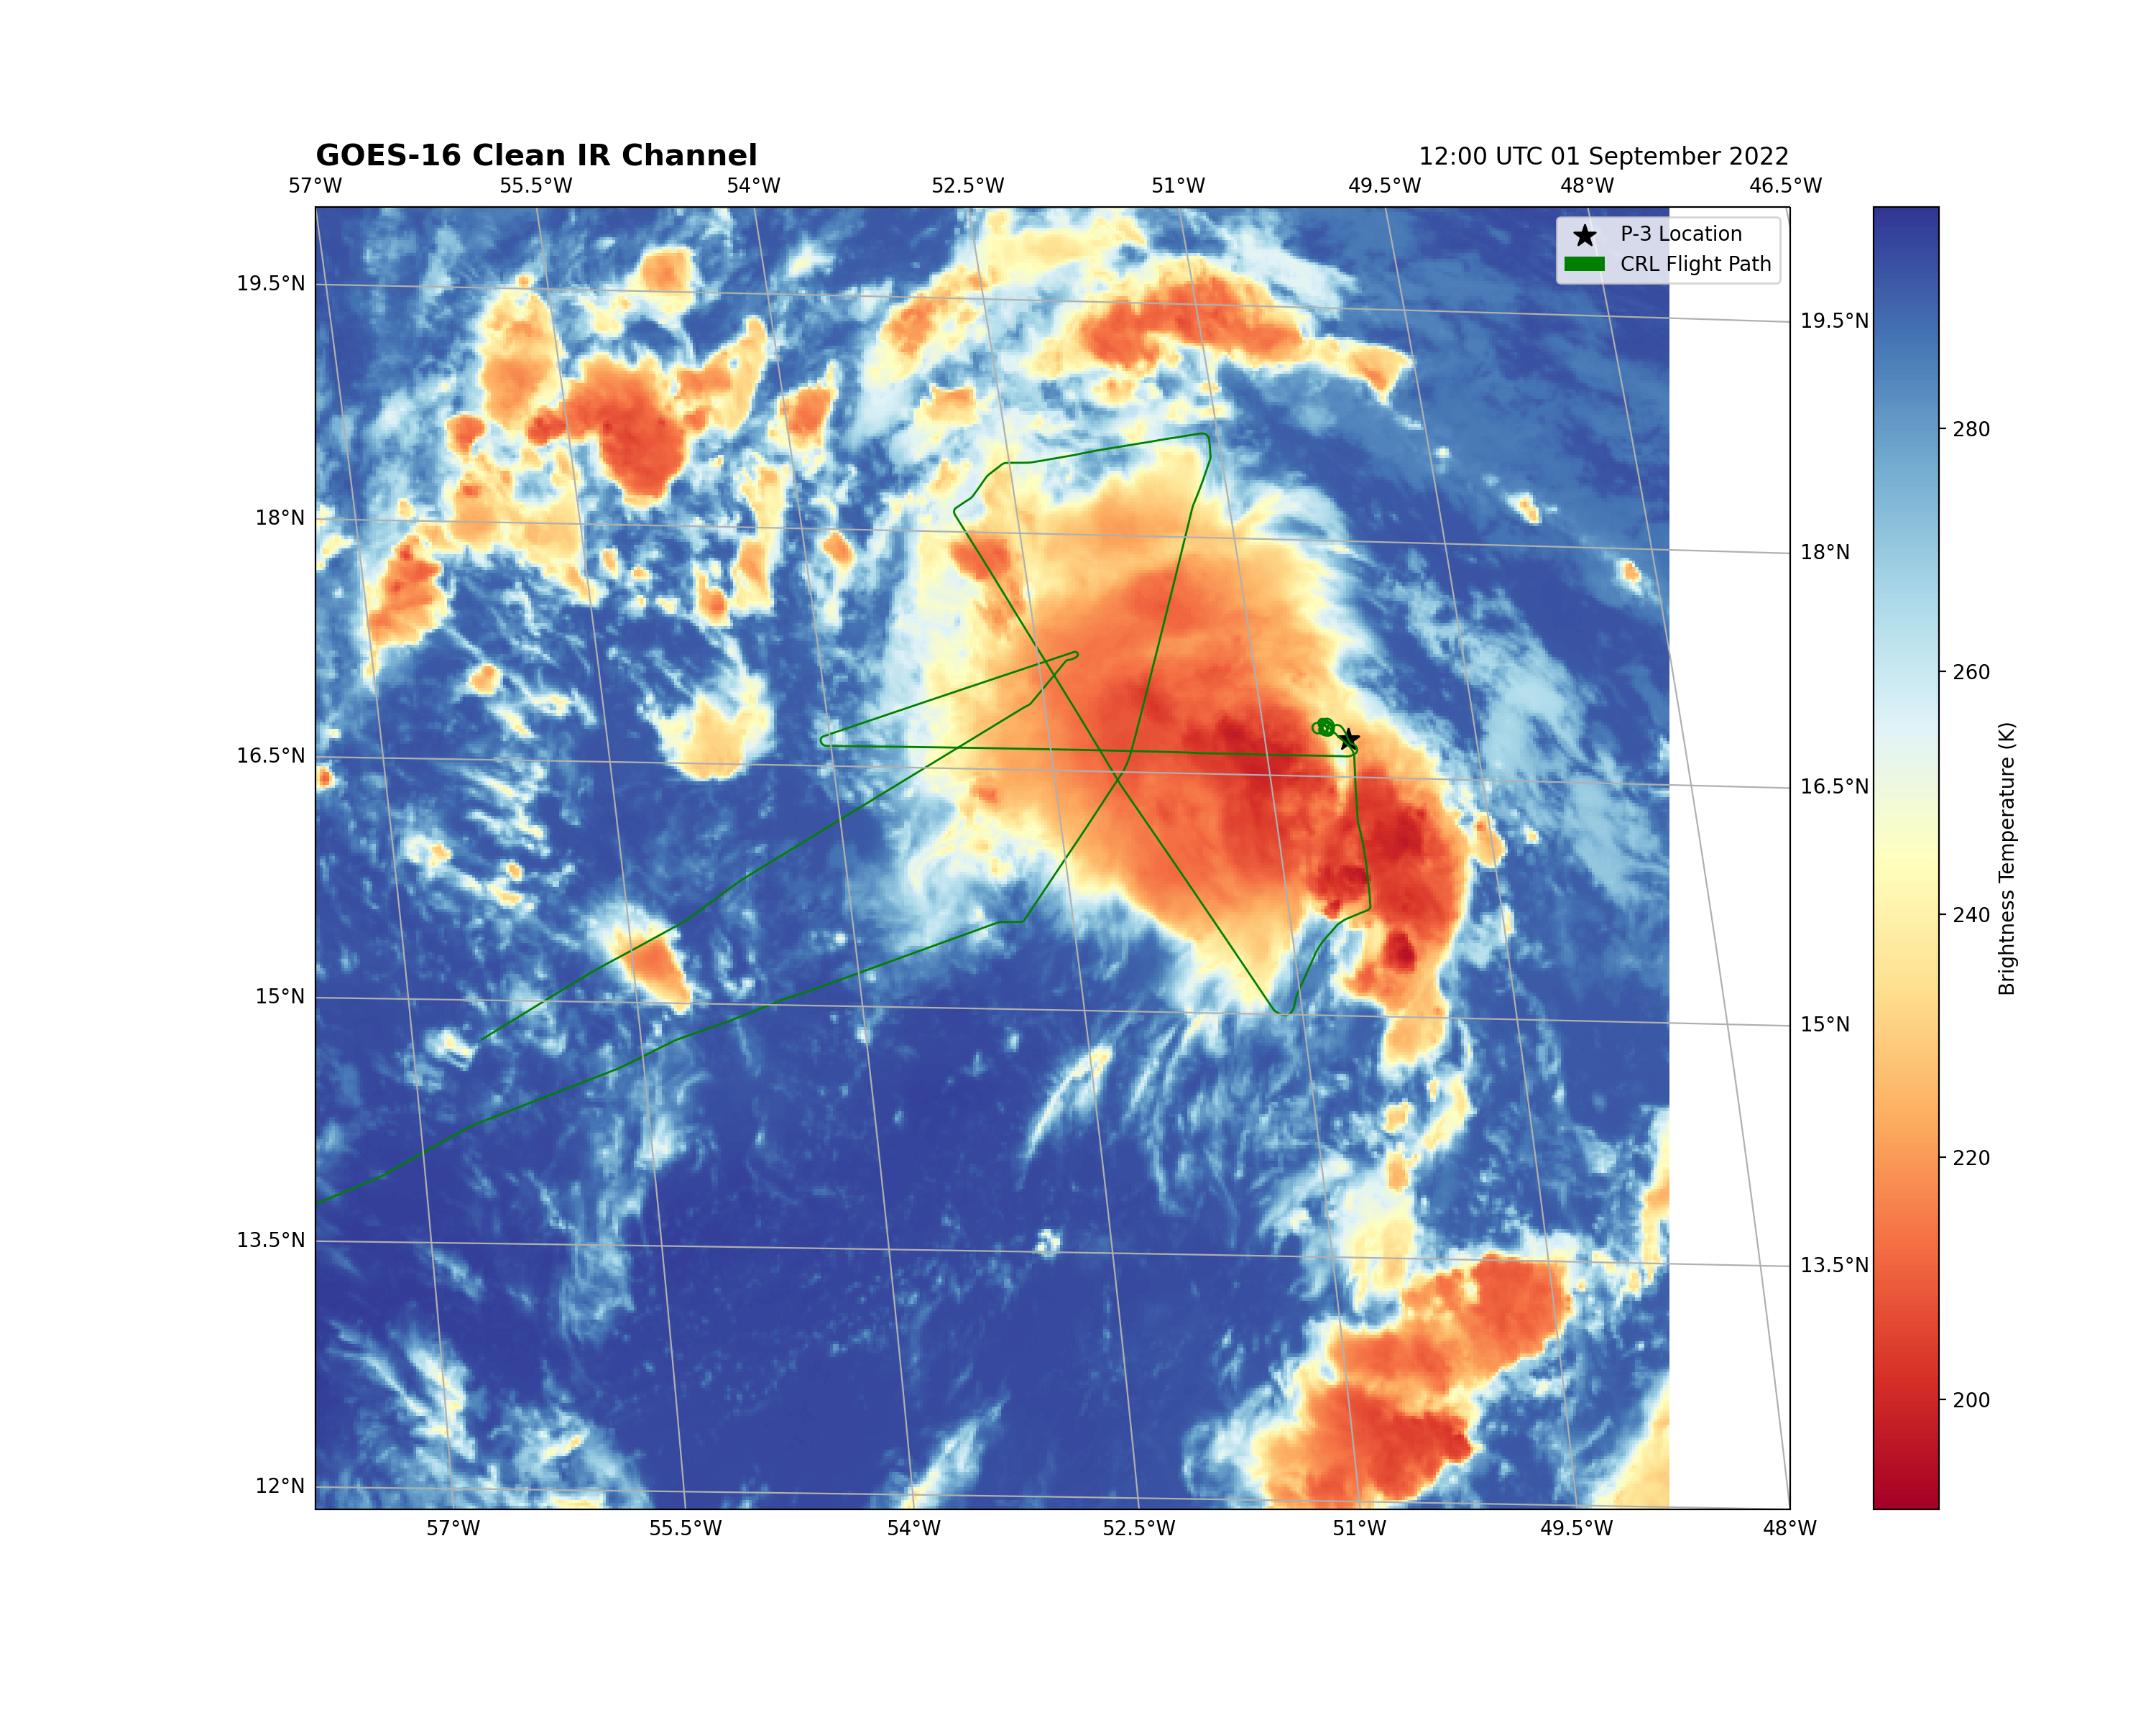 GOES-16 Clean IR Channel
12:00 UTC 01 September 2022
57°W 55.5°W 54°W 52.5°W 51°W 49.5°W 48°W 46.5°W
P-3 Location
CRL Flight Path
19.5°N
19.5°N
18°N
18°N
16.5°N
16.5°N
15°N
15°N
13.5°N
13.5°N
12°N
57°W 55.5°W 54°W 52.5°W 51°W 49.5°W 48°W
280
260
240
220
200
Brightness Temperature (K)